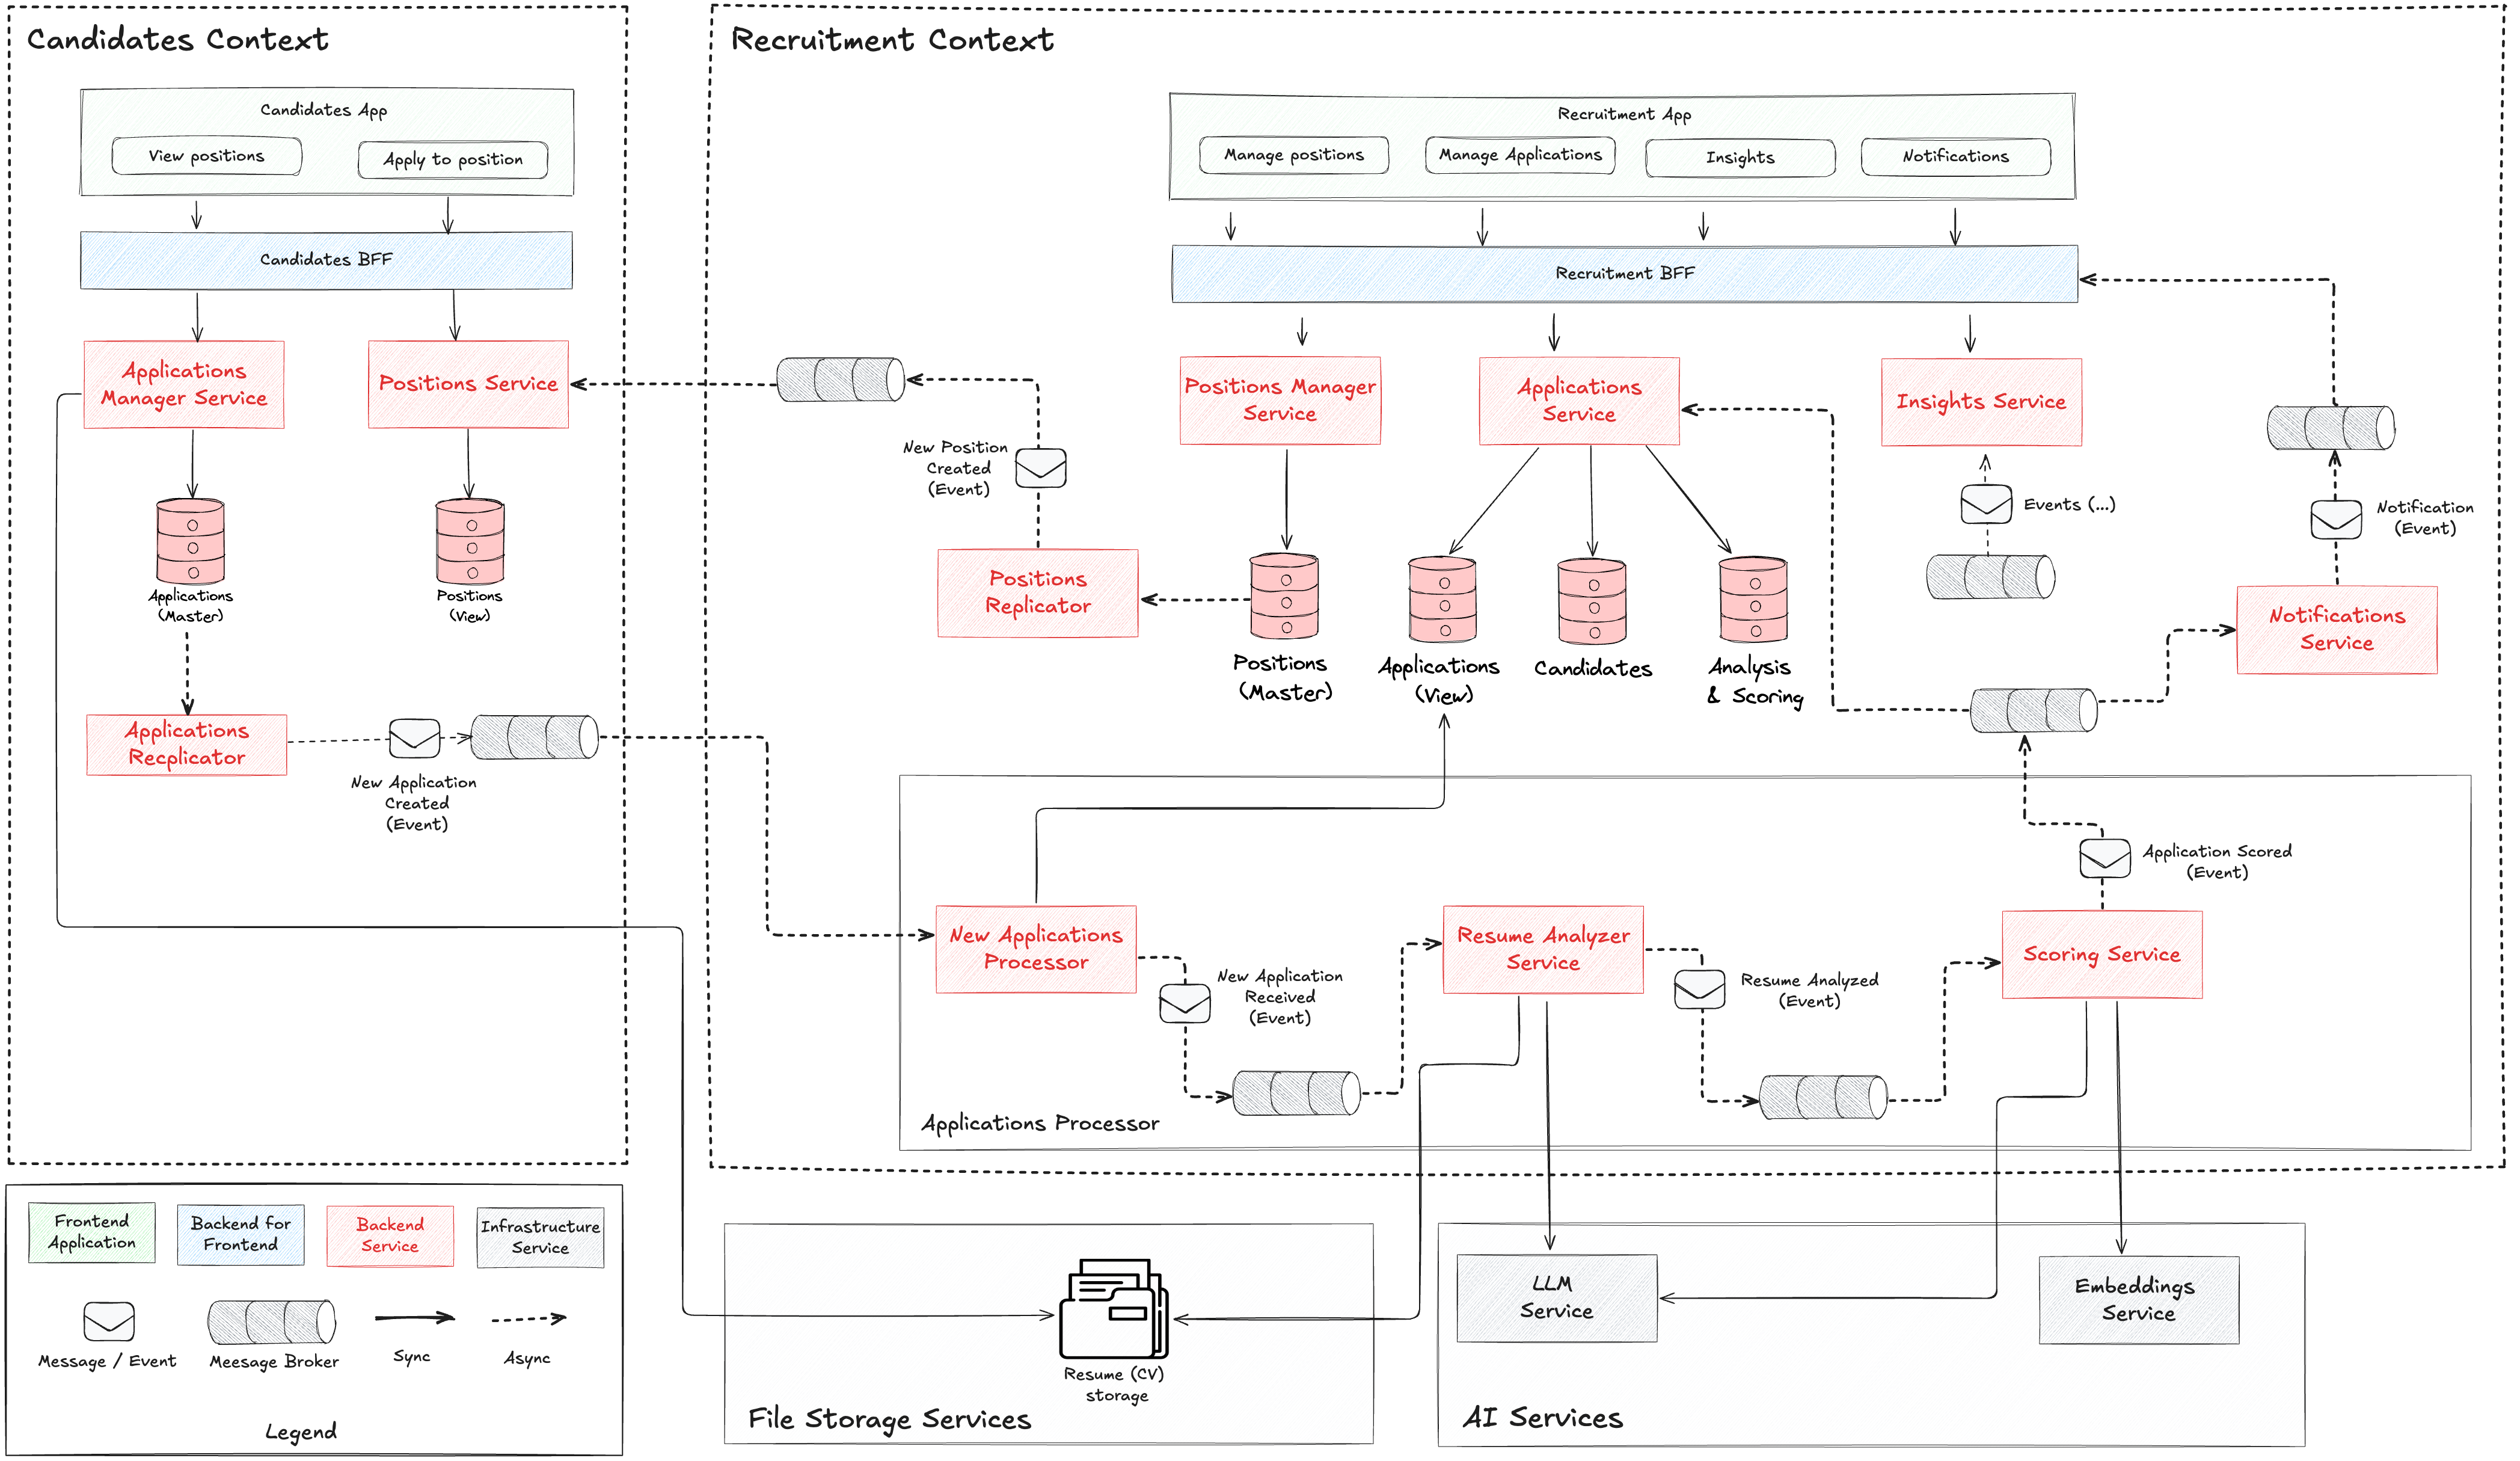 Candidates Context
Candidates App
View positions
Apply to position
Candidates BFF
Applications
Manager Service
Positions Service
Applications
(Master)
Positions
(View)
Applications
Recplicator
New Application
Created
(Event)
Recruitment Context
Recruitment App
Manage positions
Manage Applications
Insights
Notifications
Recruitment BFF
Positions Manager
Service
Applications
Service
Insights Service
New Position
Created
(Event)
Events (...)
Notification
(Event)
Positions
Replicator
Notifications
Service
Positions
(Master)
Applications
(View)
Candidates
Analysis
& Scoring
Application Scored
(Event)
New Applications
Processor
New Application
Received
(Event)
Resume Analyzer
Service
Resume Analyzed
(Event)
Scoring Service
Applications Processor
Frontend
Application
Backend for
Frontend
Backend
Service
Infrastructure
Service
Message / Event
Meesage Broker
Sync
Async
Legend
Resume (CV)
storage
File Storage Services
LLM
Service
Embeddings
Service
AI Services